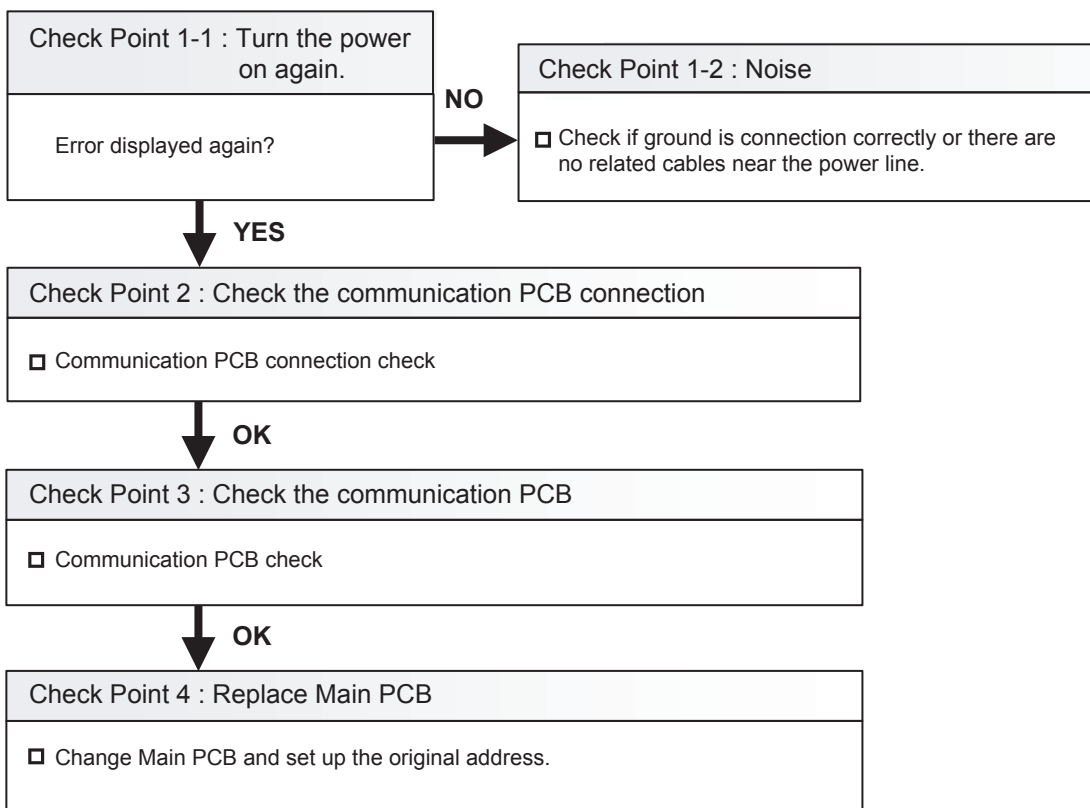 Check Point 1-1 : Turn the power
on again.
Error displayed again?
NO
Check Point 1-2 : Noise
Check if ground is connection correctly or there are
no related cables near the power line.
YES
Check Point 2 : Check the communication PCB connection
Communication PCB connection check
OK
Check Point 3 : Check the communication PCB
Communication PCB check
OK
Check Point 4 : Replace Main PCB
Change Main PCB and set up the original address.